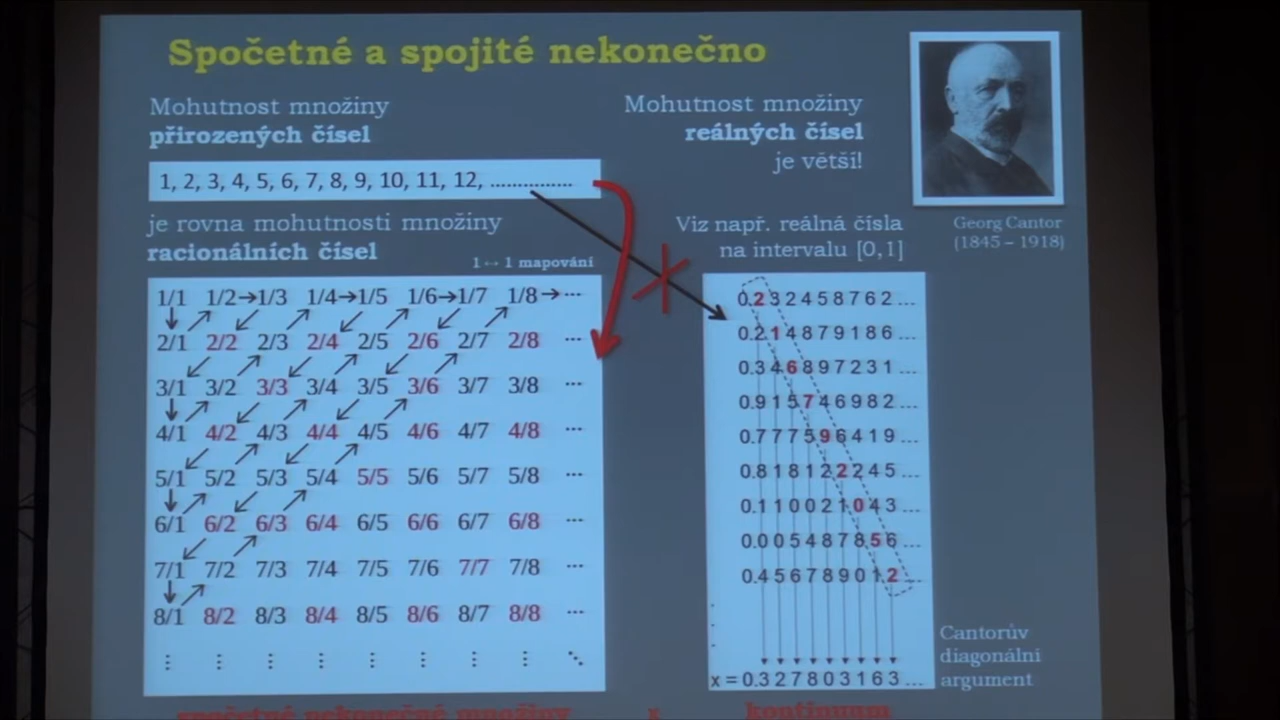 Spočetné a spojité nekonečno
Mohutnost množiny
přirozených čísel
1, 2, 3, 4, 5, 6, 7, 8, 9, 10, 11, 12, ...............
je rovna mohutnosti množiny
racionálních čísel
1 ↔ 1 mapování
1/1 1/2→1/3 1/4→1/5 1/6→1/7 1/8→···
2/1 2/2 2/3 2/4 2/5 2/6 2/7 2/8 ···
3/1 3/2 3/3 3/4 3/5 3/6 3/7 3/8 ···
4/1 4/2 4/3 4/4 4/5 4/6 4/7 4/8 ···
5/1 5/2 5/3 5/4 5/5 5/6 5/7 5/8 ···
6/1 6/2 6/3 6/4 6/5 6/6 6/7 6/8 ···
7/1 7/2 7/3 7/4 7/5 7/6 7/7 7/8 ···
8/1 8/2 8/3 8/4 8/5 8/6 8/7 8/8 ···
spočetné nekonečné množiny x kontinuum
Mohutnost množiny
reálných čísel
je větší!
Georg Cantor
(1845 – 1918)
Viz např. reálná čísla
na intervalu [0,1]
0.232458762...
0.214879186...
0.346897231...
0.915746982...
0.777596419...
0.818122245...
0.110021043...
0.005487856...
0.456789012...
x = 0.327803163...
Cantorův
diagonální
argument